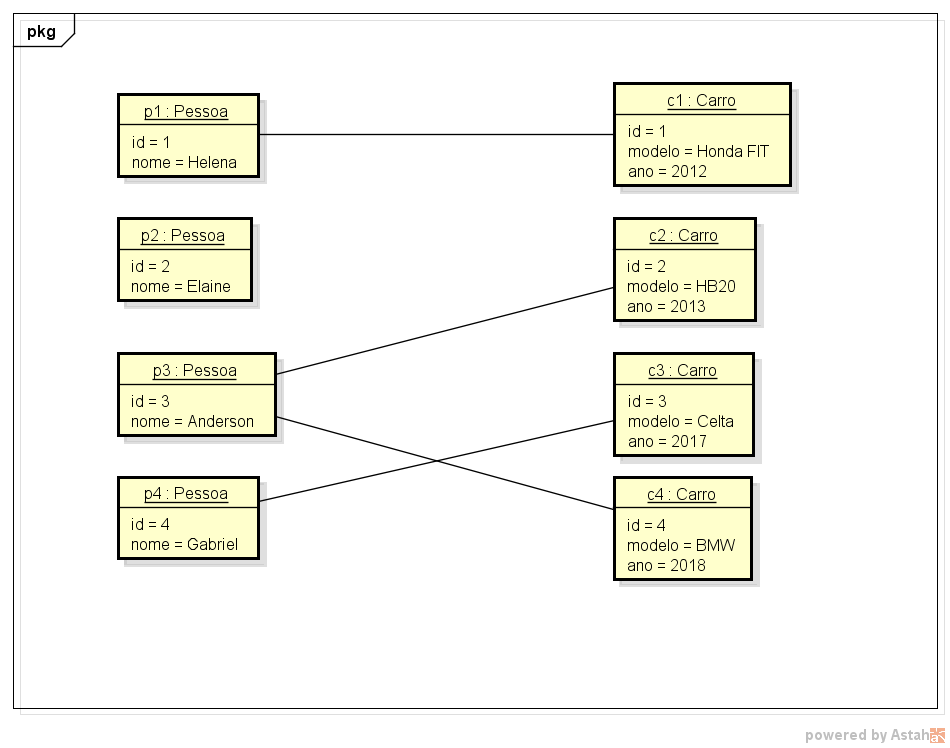 pkg
p1 : Pessoa
id = 1
nome = Helena
c1 : Carro
id = 1
modelo = Honda FIT
ano = 2012
p2 : Pessoa
id = 2
nome = Elaine
c2 : Carro
id = 2
modelo = HB20
ano = 2013
p3 : Pessoa
id = 3
nome = Anderson
c3 : Carro
id = 3
modelo = Celta
ano = 2017
p4 : Pessoa
id = 4
nome = Gabriel
c4 : Carro
id = 4
modelo = BMW
ano = 2018
powered by Astah